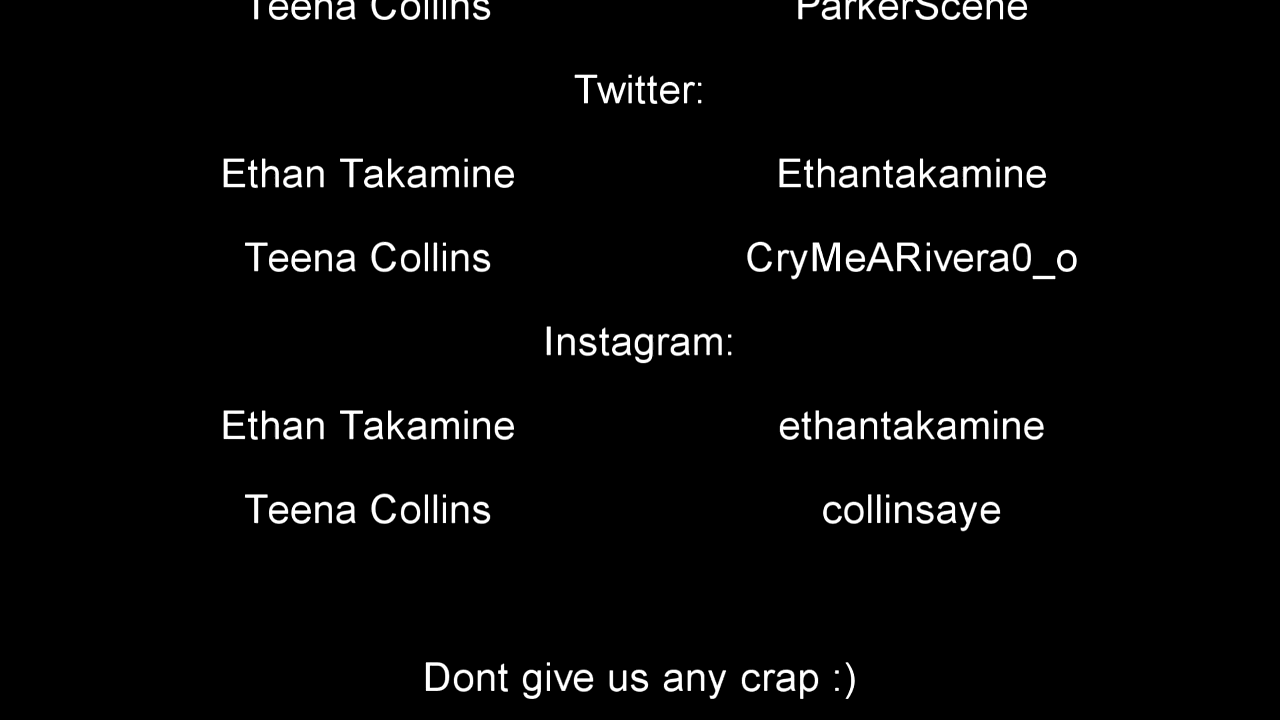 Teena Collins ParkerScene
Twitter:
Ethan Takamine Ethantakamine
Teena Collins CryMeARivera0_o
Instagram:
Ethan Takamine ethantakamine
Teena Collins collinsaye
Dont give us any crap :)